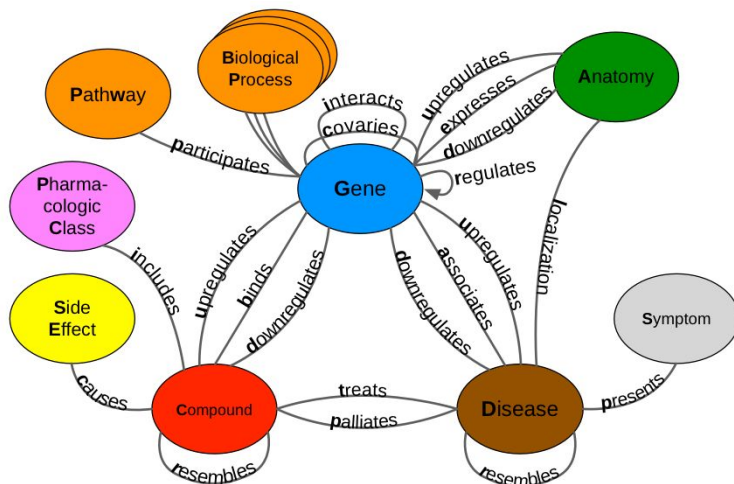 Biological
Process
Pathway
Anatomy
interacts
covaries
upregulates
expresses
downregulates
participates
Gene
regulates
Pharma-
cologic
Class
includes
upregulates
binds
downregulates
downregulates
associates
upregulates
localization
Side
Effect
Symptom
causes
Compound
treats
palliates
Disease
presents
resembles
resembles